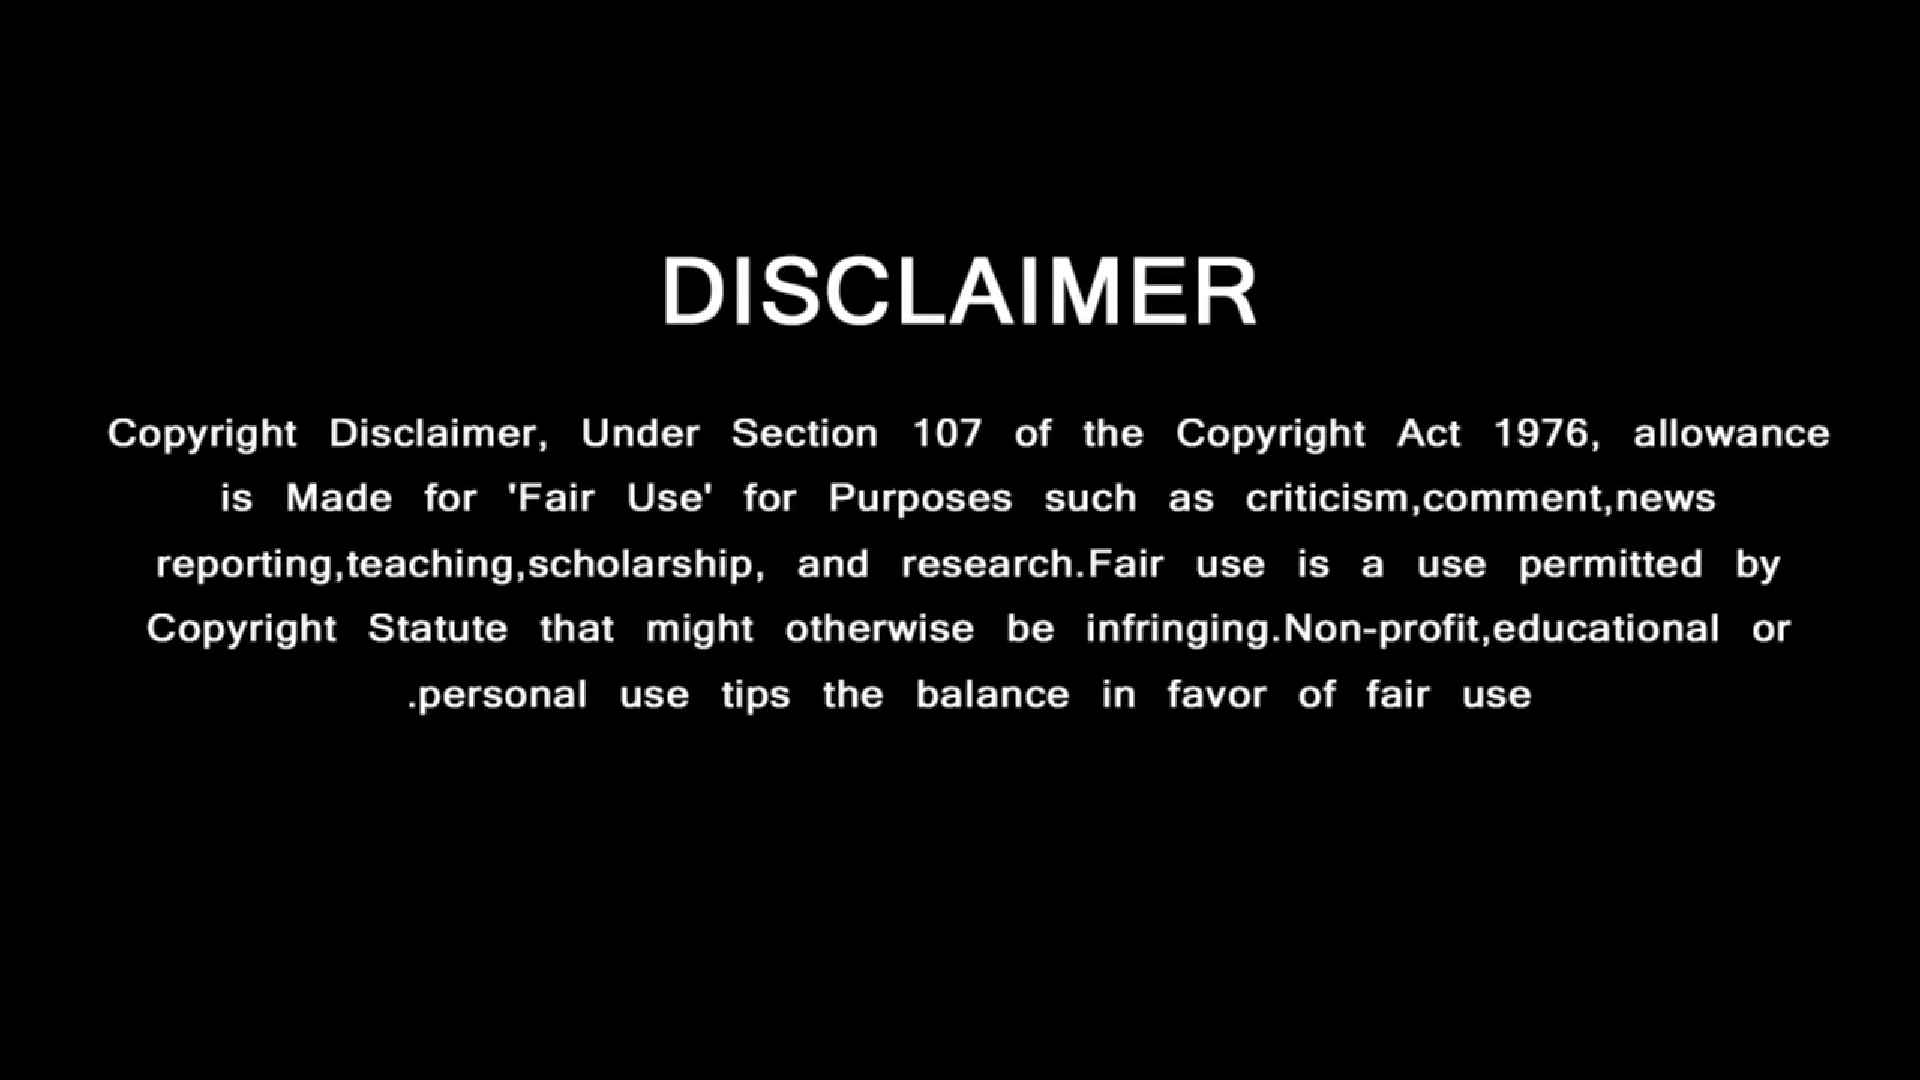 DISCLAIMER
Copyright Disclaimer, Under Section 107 of the Copyright Act 1976, allowance
is Made for 'Fair Use' for Purposes such as criticism,comment,news
reporting,teaching,scholarship, and research.Fair use is a use permitted by
Copyright Statute that might otherwise be infringing.Non-profit,educational or
.personal use tips the balance in favor of fair use